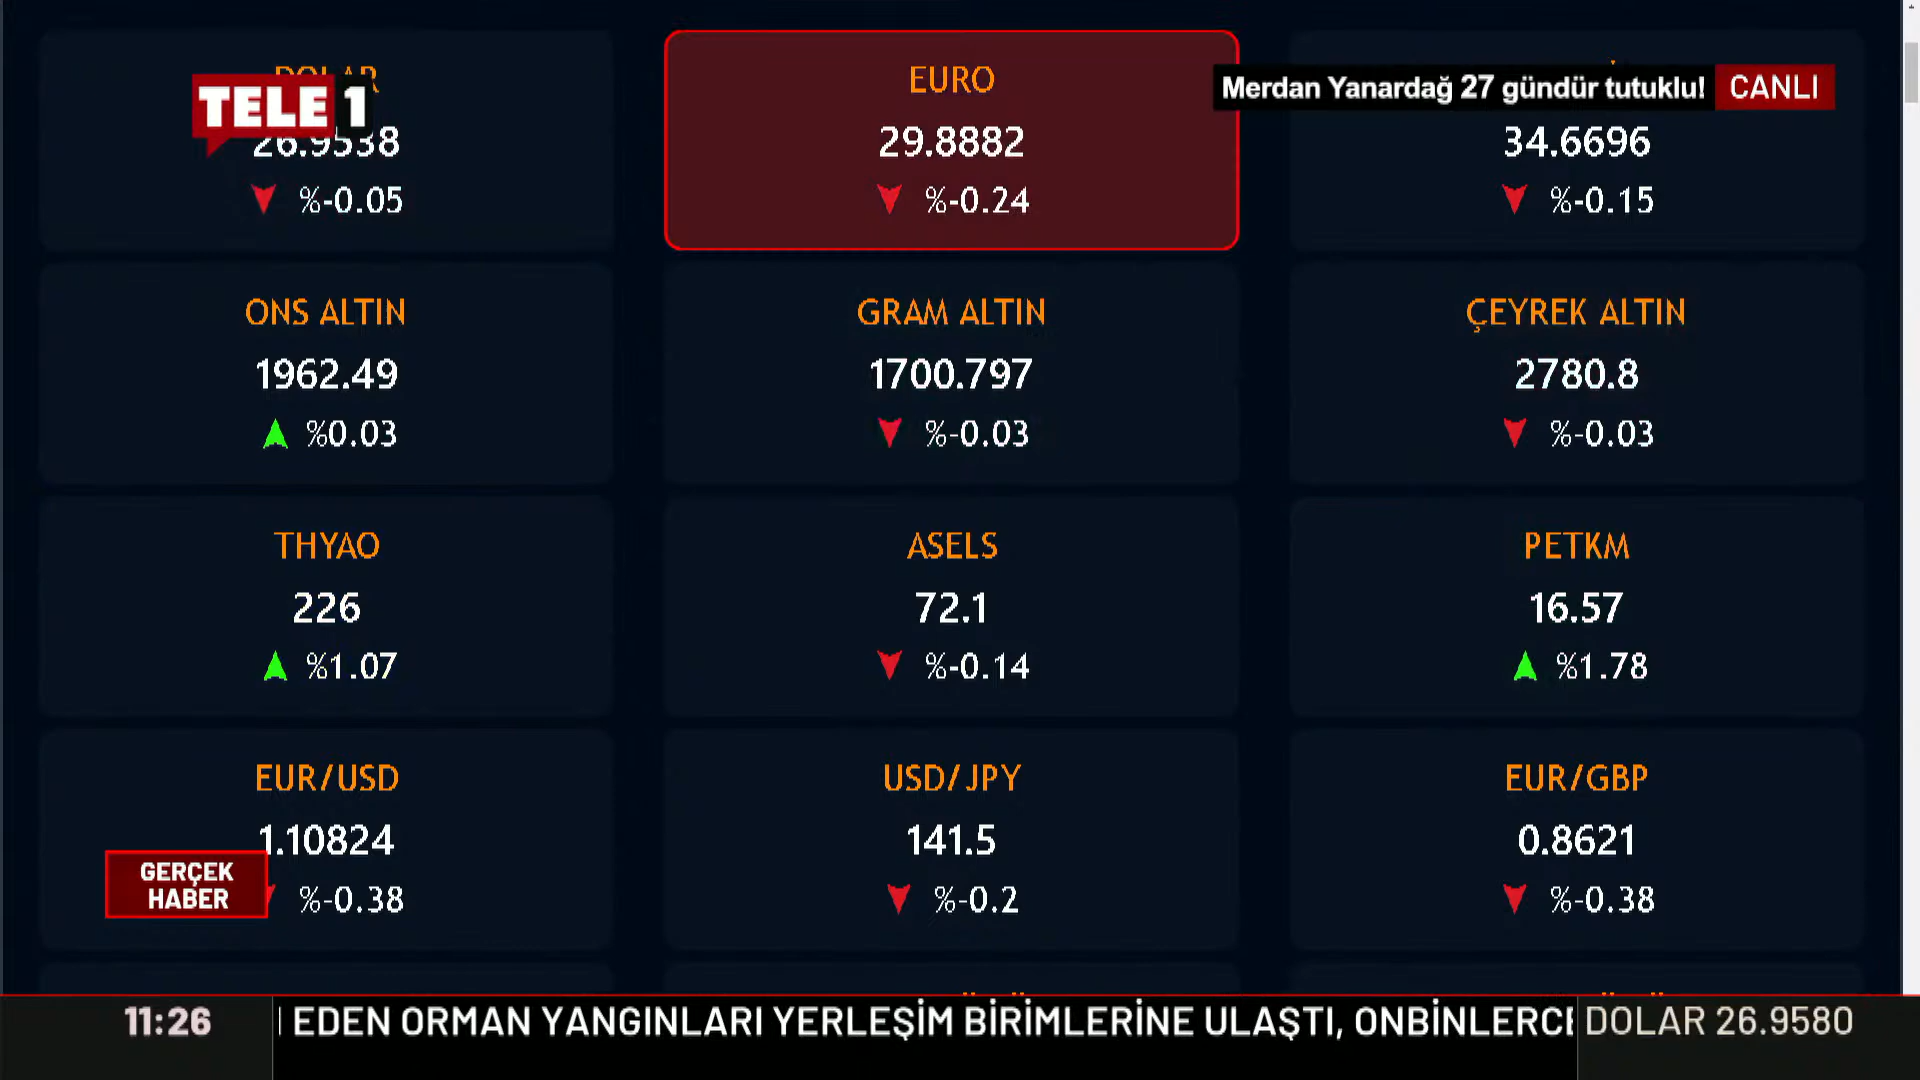 DOLAR
26.9538
%-0.05
EURO
29.8882
%-0.24
34.6696
%-0.15
TELE 1
Merdan Yanardağ 27 gündür tutuklu!
CANLI
ONS ALTIN
1962.49
%0.03
GRAM ALTIN
1700.797
%-0.03
ÇEYREK ALTIN
2780.8
%-0.03
THYAO
226
%1.07
ASELS
72.1
%-0.14
PETKM
16.57
%1.78
EUR/USD
1.10824
%-0.38
USD/JPY
141.5
%-0.2
EUR/GBP
0.8621
%-0.38
GERÇEK
HABER
11:26
EDEN ORMAN YANGINLARI YERLEŞİM BİRİMLERİNE ULAŞTI, ONBİNLERCE
DOLAR 26.9580